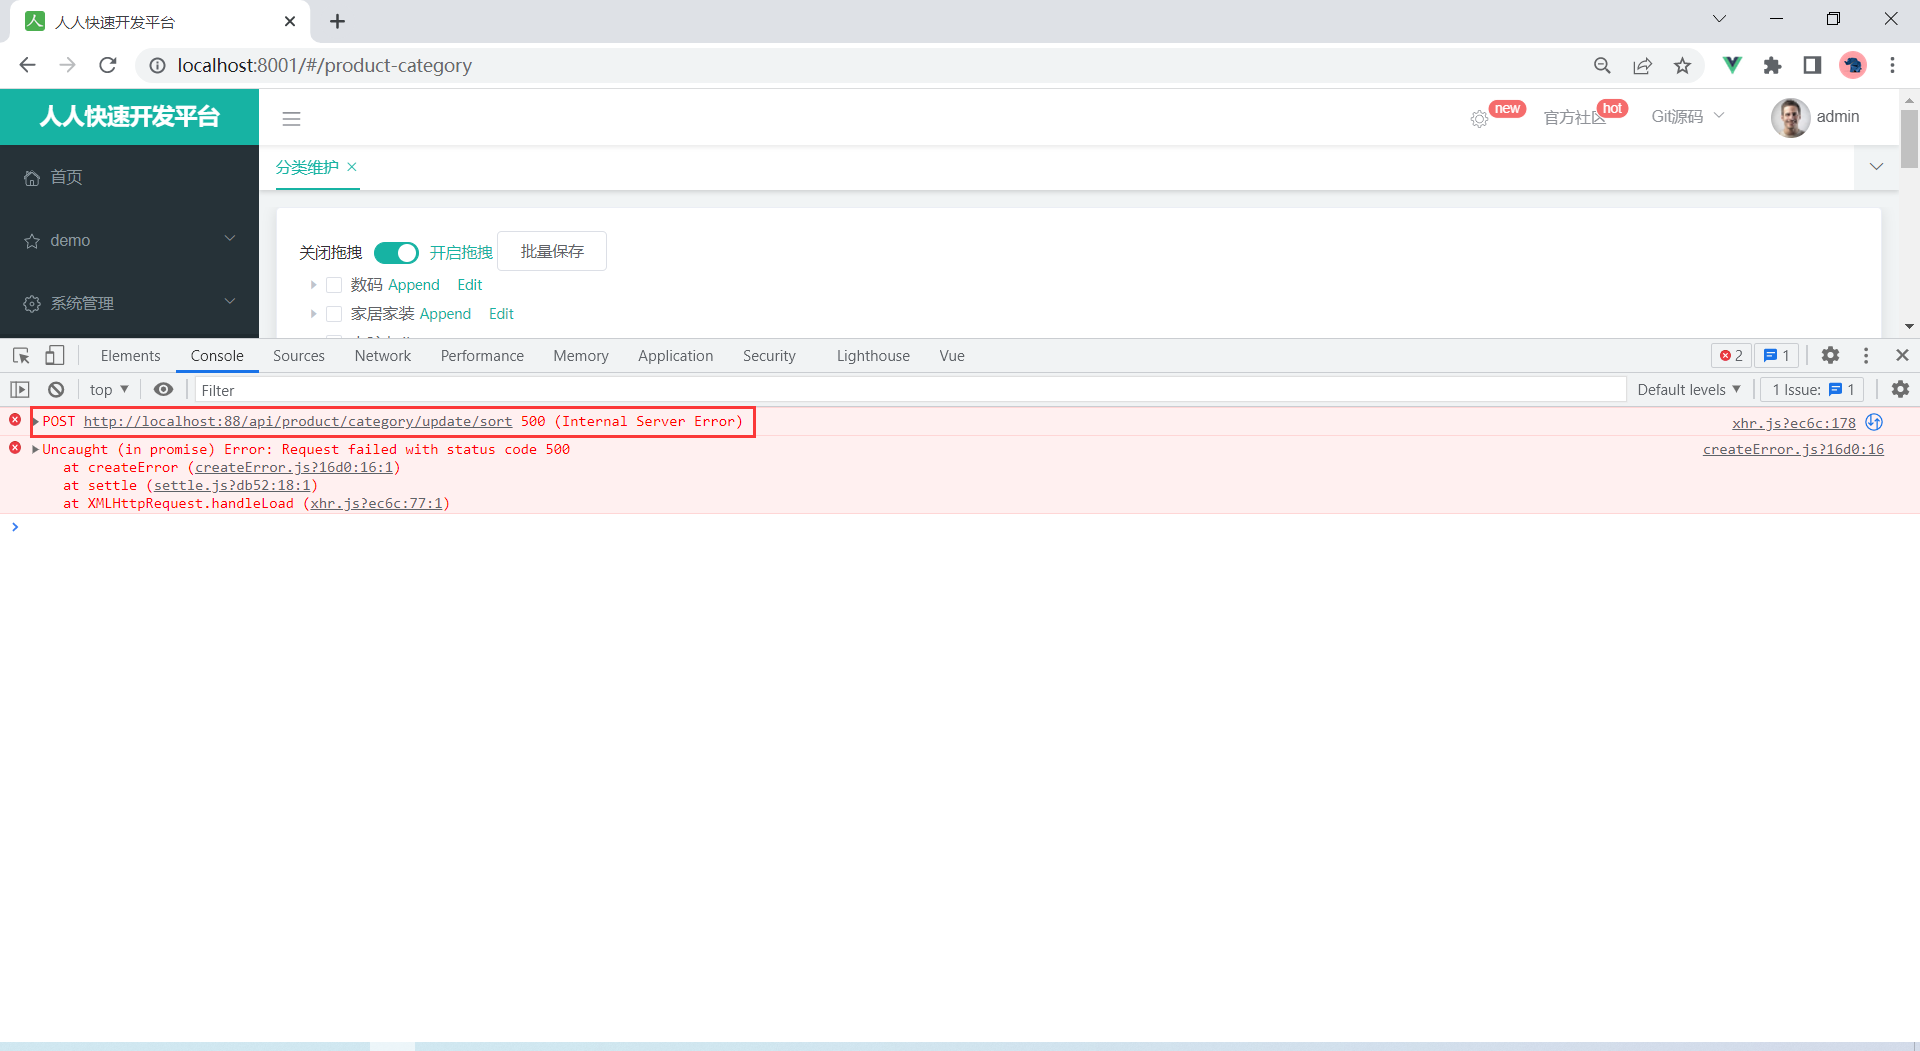 人人快速开发平台
localhost:8001/#/product-category
人人快速开发平台
new
官方社区
hot
Git源码
admin
首页
分类维护
demo
关闭拖拽 开启拖拽 批量保存
数码 Append Edit
系统管理
家居家装 Append Edit
Elements Console Sources Network Performance Memory Application Security Lighthouse Vue 2 1
top Filter Default levels 1 Issue: 1
POST http://localhost:88/api/product/category/update/sort 500 (Internal Server Error) xhr.js?ec6c:178
Uncaught (in promise) Error: Request failed with status code 500 createError.js?16d0:16
at createError (createError.js?16d0:16:1)
at settle (settle.js?db52:18:1)
at XMLHttpRequest.handleLoad (xhr.js?ec6c:77:1)